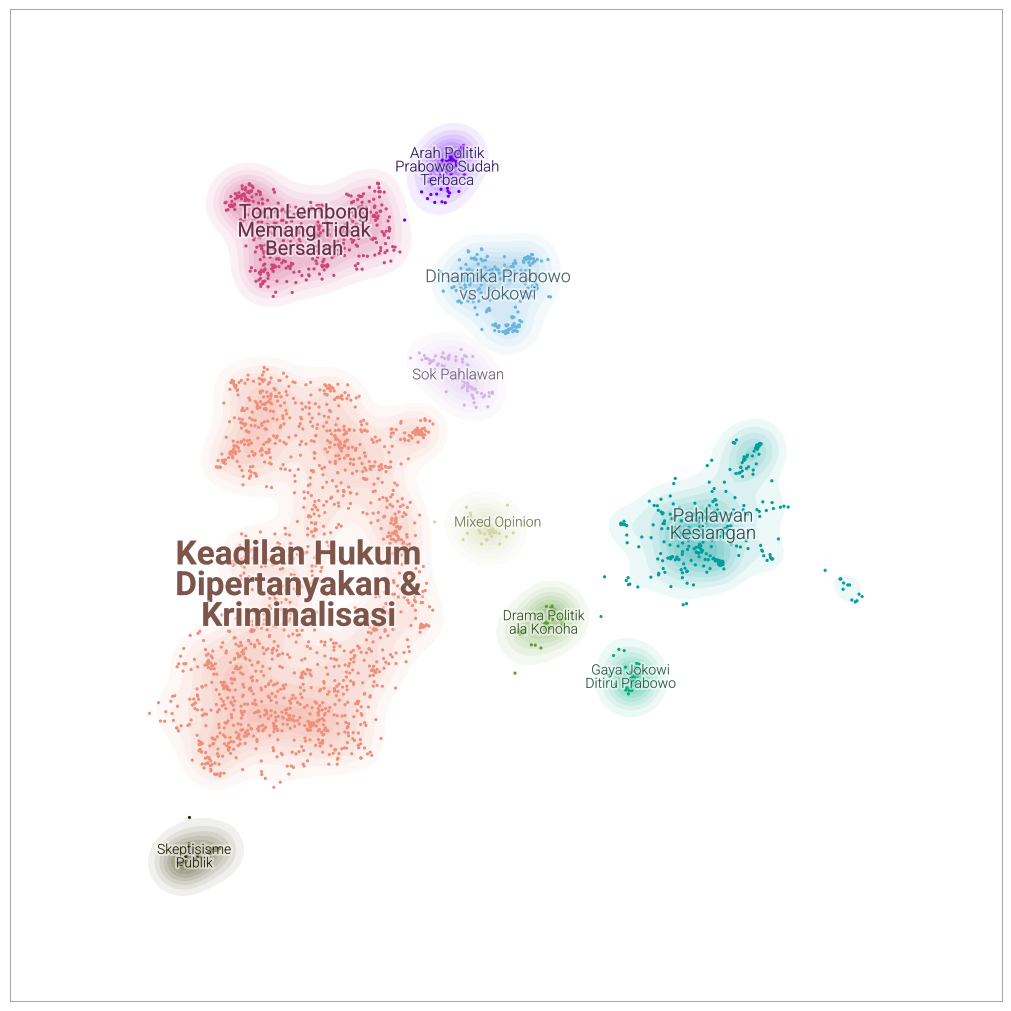 Arah Politik
Prabowo Sudah
Terbaca
Tom Lembong
Memang Tidak
Bersalah
Dinamika Prabowo
vs Jokowi
Sok Pahlawan
Pahlawan
Kesiangan
Mixed Opinion
Keadilan Hukum
Dipertanyakan &
Kriminalisasi
Drama Politik
ala Konoha
Gaya Jokowi
Ditiru Prabowo
Skeptisisme
Publik